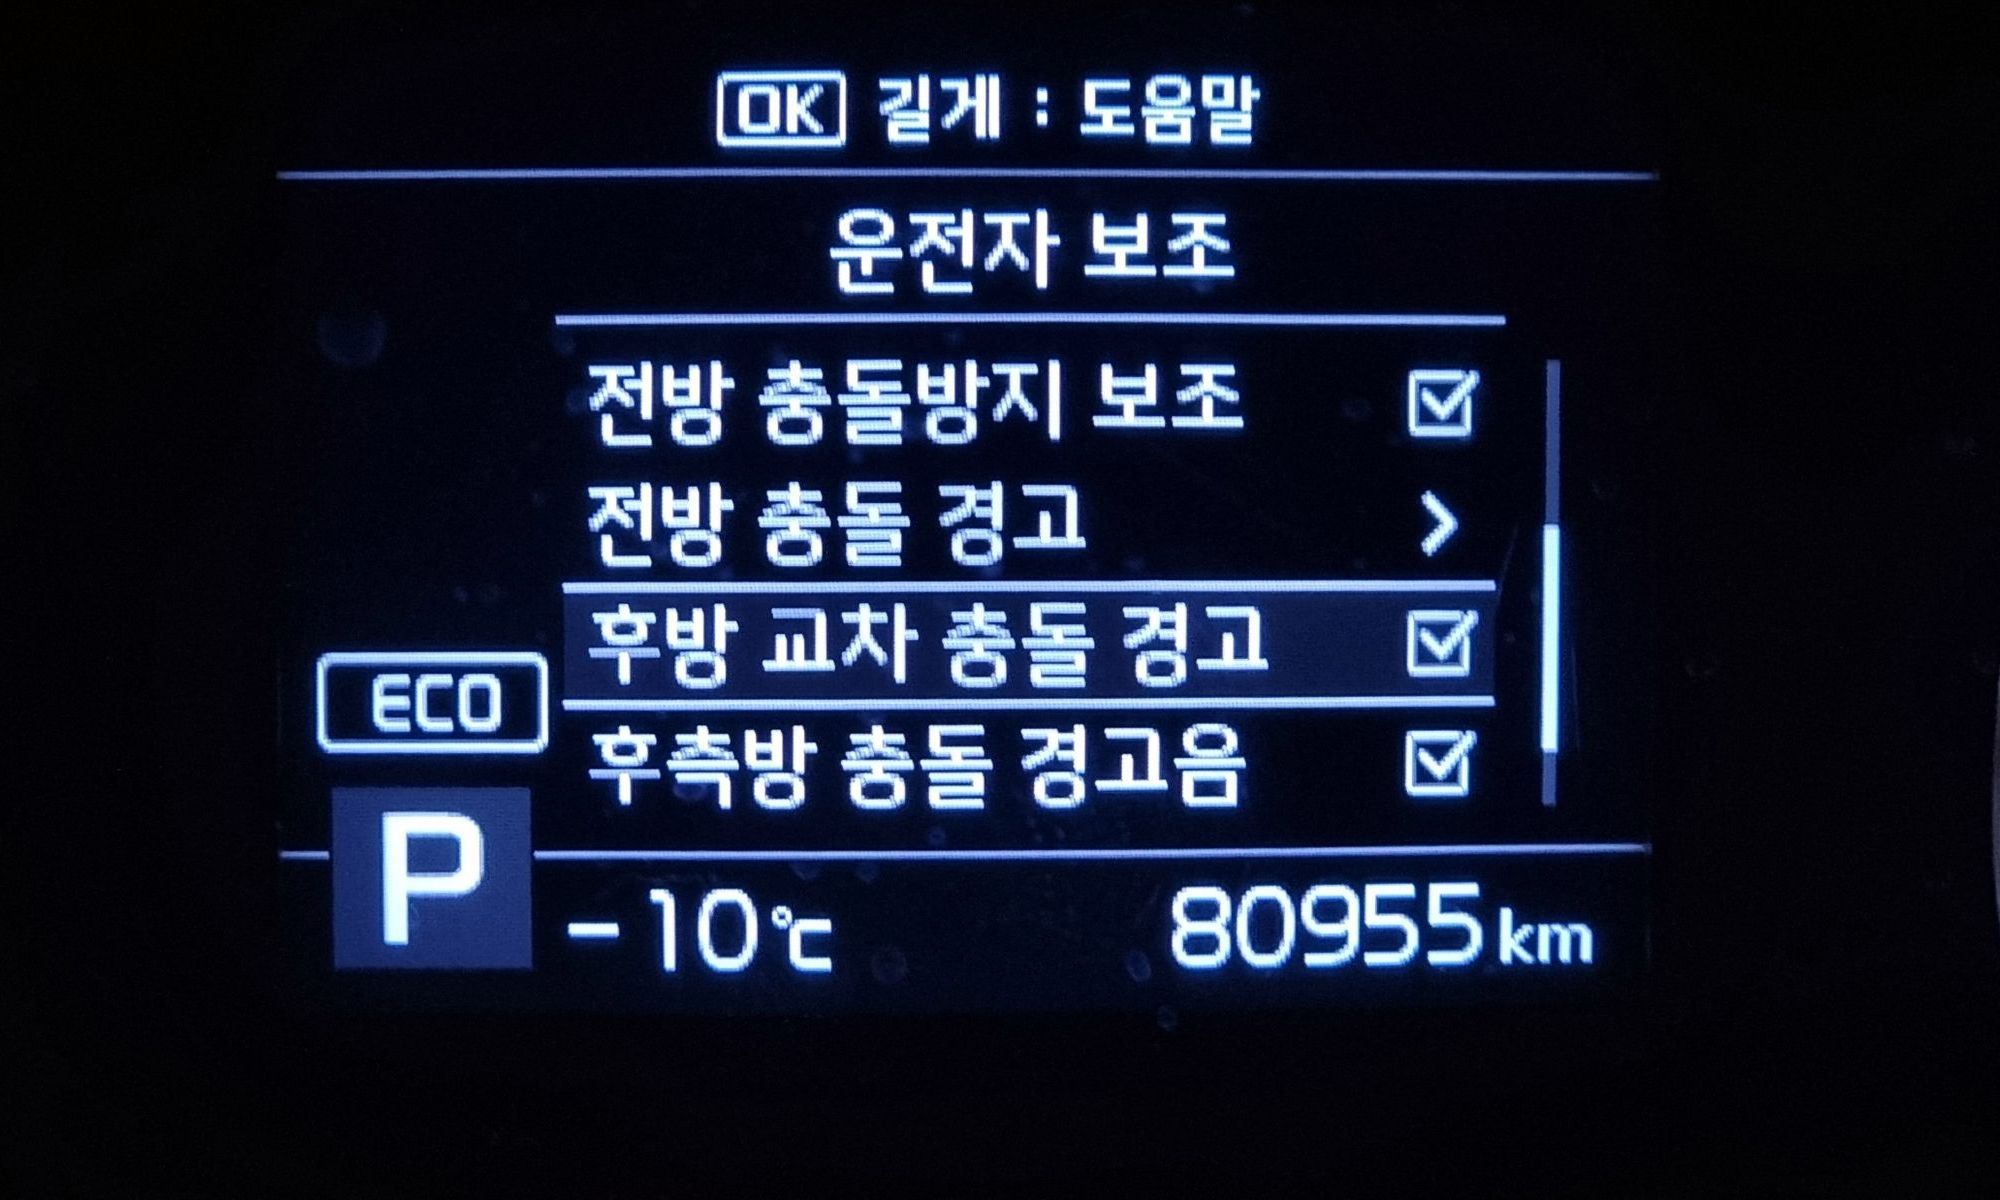 OK 길게 : 도움말
운전자 보조
전방 충돌방지 보조
전방 충돌 경고
후방 교차 충돌 경고
후측방 충돌 경고음
ECO
P
-10℃ 80955 km